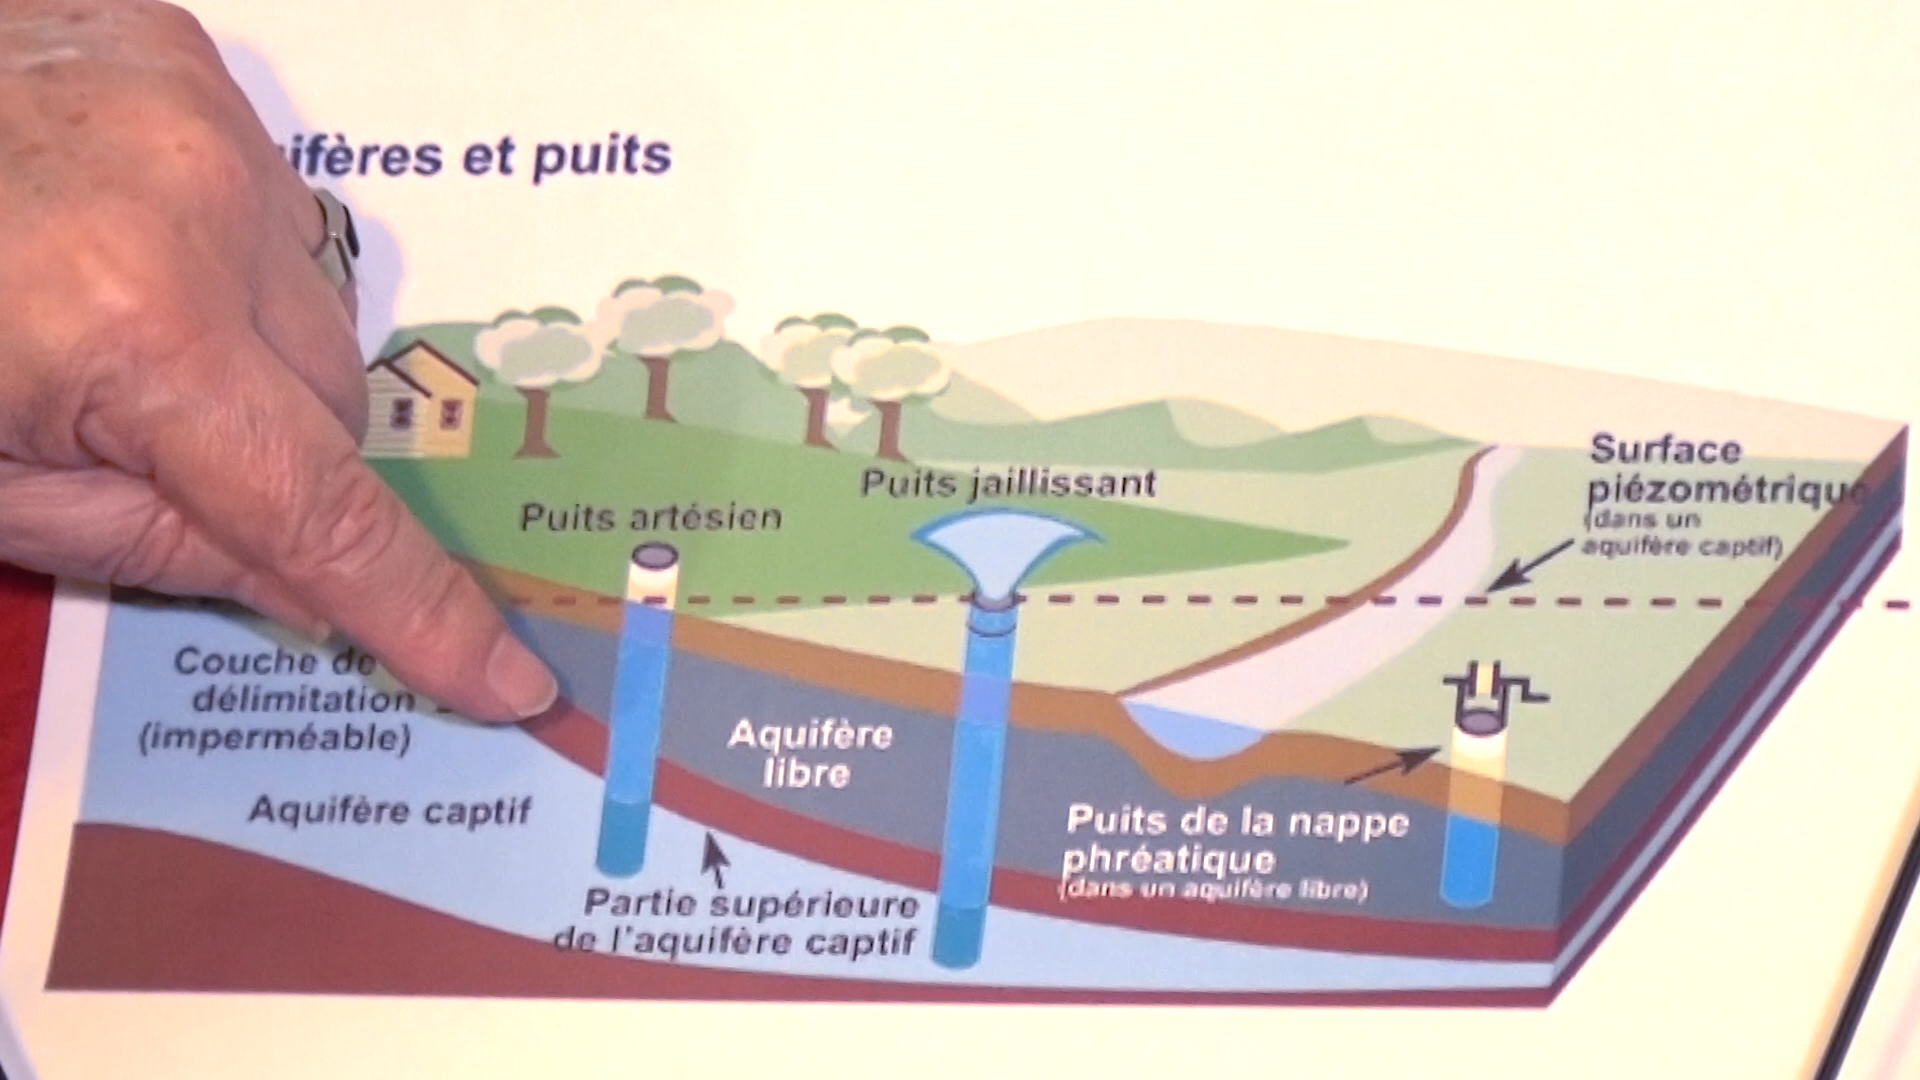 ifères et puits
Puits jaillissant
Puits artésien
Surface
piézométrique
(dans un
aquifère captif)
Couche de
délimitation
(imperméable)
Aquifère
libre
Aquifère captif
Puits de la nappe
phréatique
(dans un aquifère libre)
Partie supérieure
de l'aquifère captif